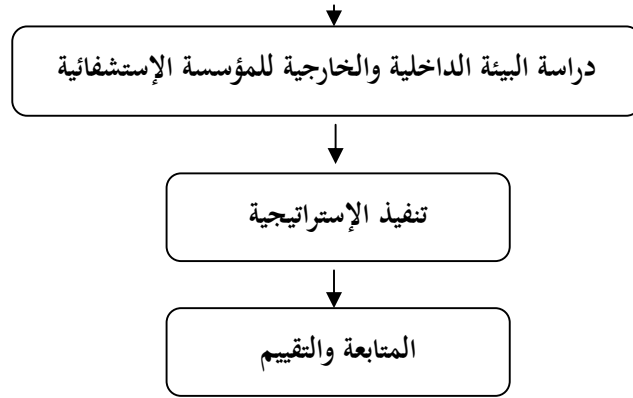 دراسة البيئة الداخلية والخارجية للمؤسسة الإستشفائية
تنفيذ الإستراتيجية
المتابعة والتقييم